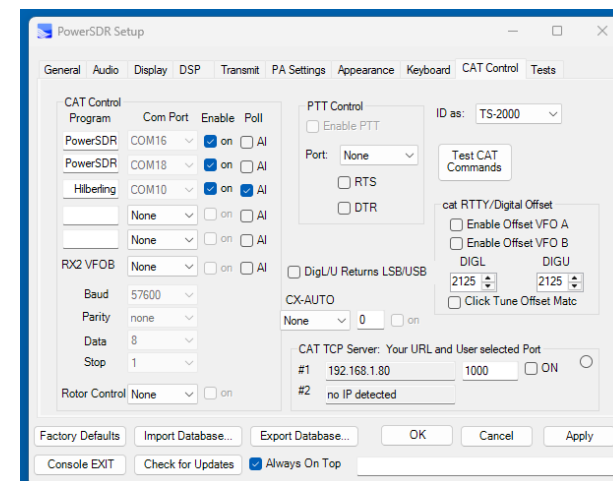 PowerSDR Setup
General Audio Display DSP Transmit PA Settings Appearance Keyboard CAT Control Tests
CAT Control
Program Com Port Enable Poll
PowerSDR COM16 on AI
PowerSDR COM18 on AI
Hilberling COM10 on AI
None on AI
None on AI
RX2 VFOB None on AI
Baud 57600
Parity none
Data 8
Stop 1
Rotor Control None on
PTT Control
Enable PTT
Port: None
RTS
DTR
DigL/U Returns LSB/USB
CX-AUTO
None 0 on
ID as: TS-2000
Test CAT
Commands
cat RTTY/Digital Offset
Enable Offset VFO A
Enable Offset VFO B
DIGL DIGU
2125 2125
Click Tune Offset Matc
CAT TCP Server: Your URL and User selected Port
#1 192.168.1.80 1000 ON
#2 no IP detected
Factory Defaults Import Database... Export Database... OK Cancel Apply
Console EXIT Check for Updates Always On Top